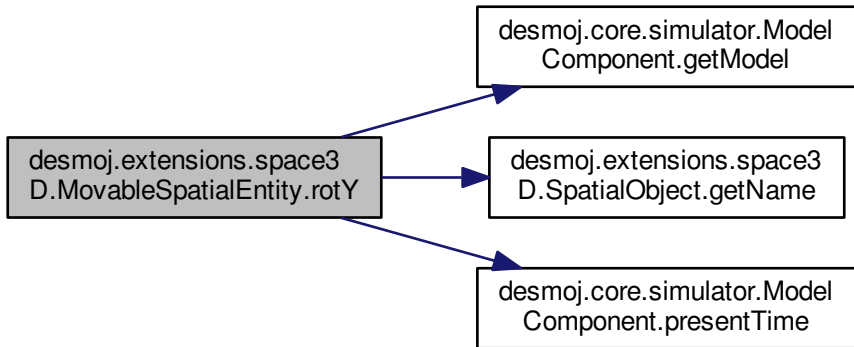 desmoj.core.simulator.Model
Component.getModel
desmoj.extensions.space3
D.MovableSpatialEntity.rotY
desmoj.extensions.space3
D.SpatialObject.getName
desmoj.core.simulator.Model
Component.presentTime